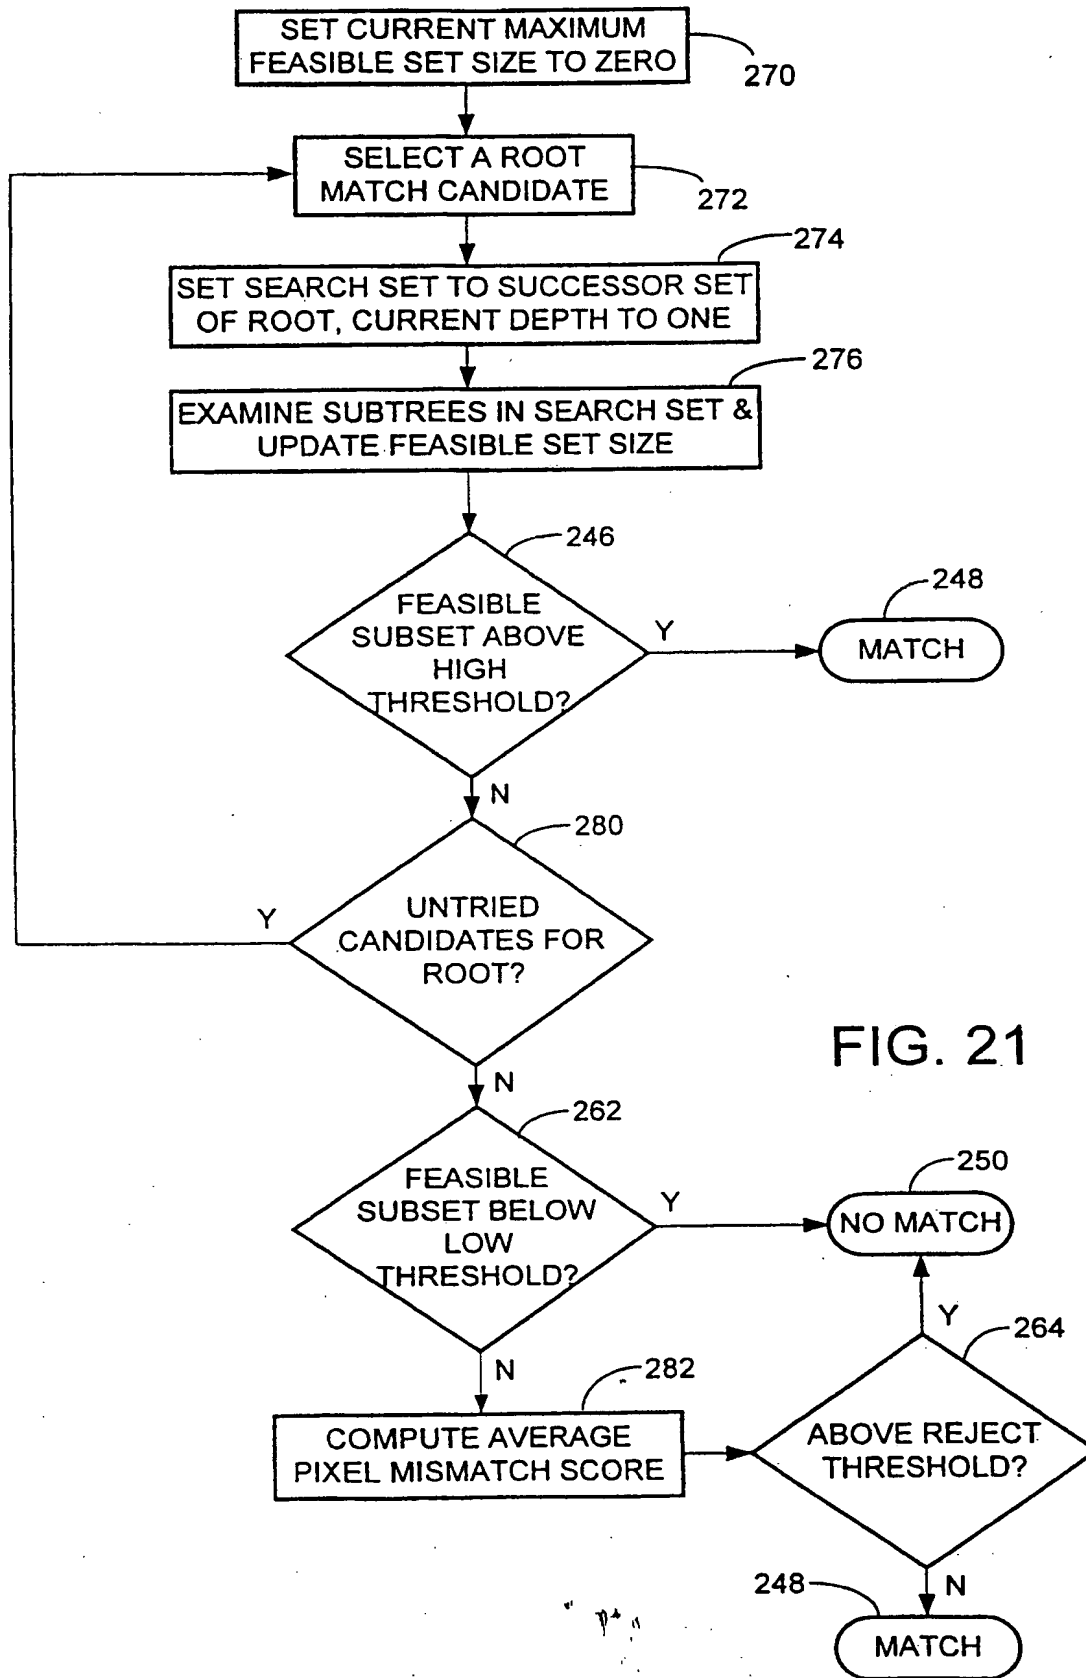 SET CURRENT MAXIMUM
FEASIBLE SET SIZE TO ZERO
270
SELECT A ROOT
MATCH CANDIDATE
272
274
SET SEARCH SET TO SUCCESSOR SET
OF ROOT, CURRENT DEPTH TO ONE
276
EXAMINE SUBTREES IN SEARCH SET &
UPDATE FEASIBLE SET SIZE
246
FEASIBLE
SUBSET ABOVE
HIGH
THRESHOLD?
Y
248
MATCH
N
280
UNTRIED
CANDIDATES FOR
ROOT?
Y
FIG. 21
N
262
FEASIBLE
SUBSET BELOW
LOW
THRESHOLD?
Y
250
NO MATCH
Y
264
N
282
COMPUTE AVERAGE
PIXEL MISMATCH SCORE
ABOVE REJECT
THRESHOLD?
N
248
MATCH